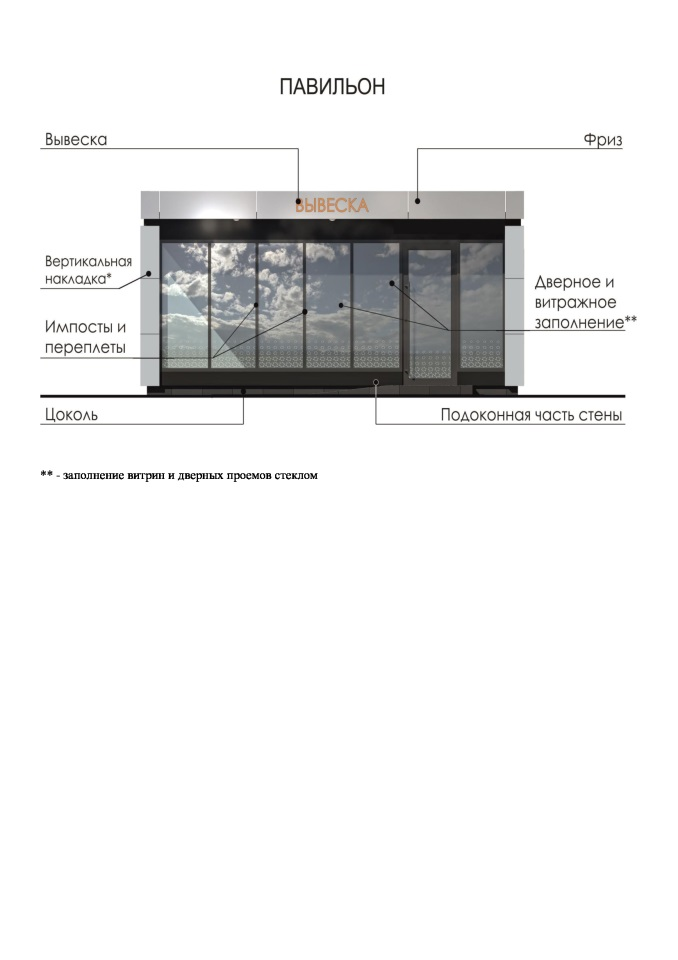 ПАВИЛЬОН
Вывеска
Фриз
ВЫВЕСКА
Вертикальная
накладка*
Дверное и
витражное
заполнение**
Импосты и
переплеты
Цоколь
Подоконная часть стены
** - заполнение витрин и дверных проемов стеклом